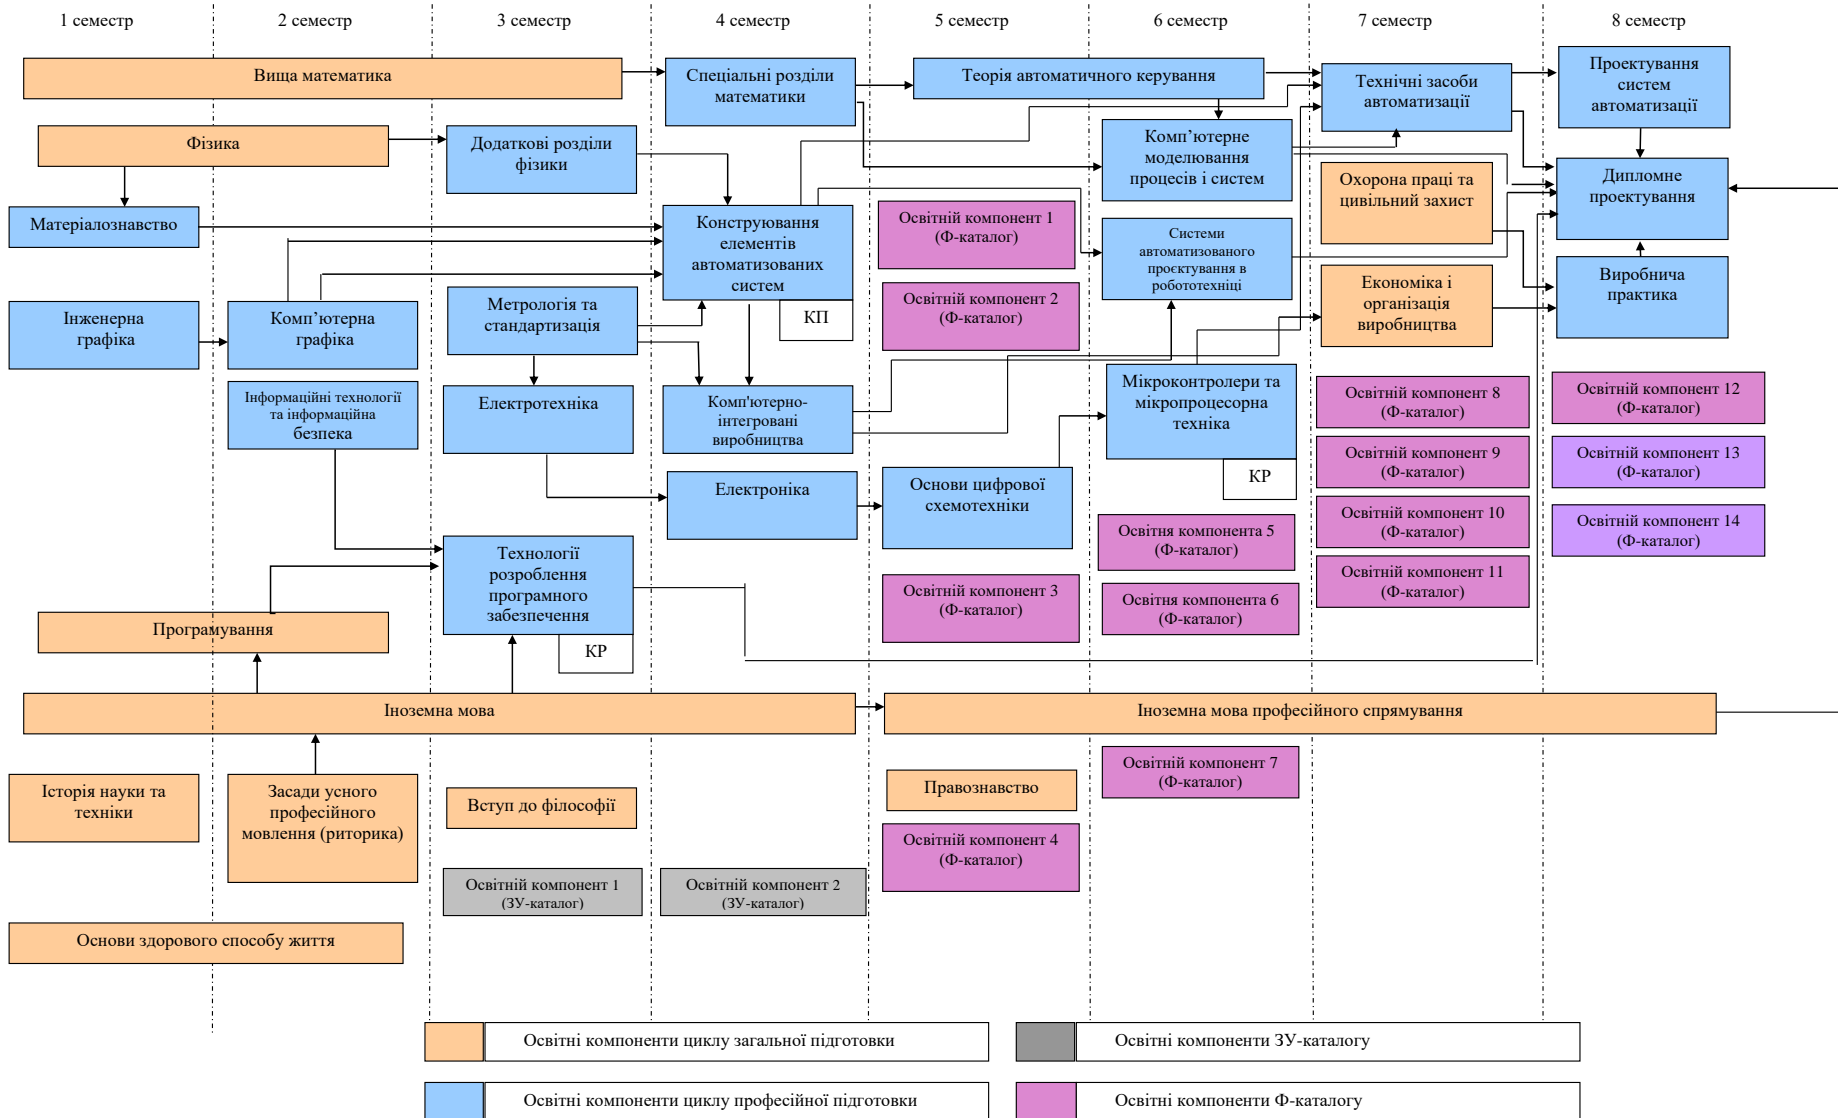 1 семестр
2 семестр
3 семестр
4 семестр
5 семестр
6 семестр
7 семестр
8 семестр
Вища математика
Спеціальні розділи
математики
Теорія автоматичного керування
Технічні засоби
автоматизації
Проектування
систем
автоматизації
Фізика
Додаткові розділи
фізики
Комп’ютерне
моделювання
процесів і систем
Охорона праці та
цивільний захист
Дипломне
проектування
Матеріалознавство
Конструювання
елементів
автоматизованих
систем
КП
Освітній компонент 1
(Ф-каталог)
Системи
автоматизованого
проєктування в
робототехніці
Інженерна
графіка
Комп’ютерна
графіка
Метрологія та
стандартизація
Освітній компонент 2
(Ф-каталог)
Економіка і
організація
виробництва
Виробнича
практика
Інформаційні технології
та інформаційна
безпека
Електротехніка
Комп'ютерно-
інтегровані
виробництва
Мікроконтролери та
мікропроцесорна
техніка
КР
Освітній компонент 8
(Ф-каталог)
Освітній компонент 12
(Ф-каталог)
Освітній компонент 9
(Ф-каталог)
Освітній компонент 13
(Ф-каталог)
Електроніка
Основи цифрової
схемотехніки
Освітня компонента 5
(Ф-каталог)
Освітній компонент 10
(Ф-каталог)
Освітній компонент 14
(Ф-каталог)
Технології
розроблення
програмного
забезпечення
КР
Освітній компонент 3
(Ф-каталог)
Освітня компонента 6
(Ф-каталог)
Освітній компонент 11
(Ф-каталог)
Програмування
Іноземна мова
Іноземна мова професійного спрямування
Історія науки та
техніки
Засади усного
професійного
мовлення (риторика)
Вступ до філософії
Правознавство
Освітній компонент 7
(Ф-каталог)
Освітній компонент 4
(Ф-каталог)
Освітній компонент 1
(ЗУ-каталог)
Освітній компонент 2
(ЗУ-каталог)
Основи здорового способу життя
Освітні компоненти циклу загальної підготовки
Освітні компоненти ЗУ-каталогу
Освітні компоненти циклу професійної підготовки
Освітні компоненти Ф-каталогу